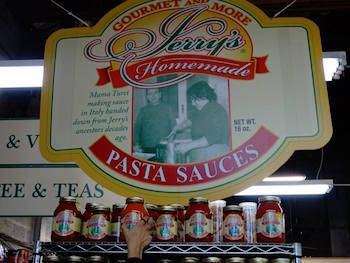 GOURMET AND MORE
Jerry's
Homemade
Mama Turci
making sauce
in Italy handed
down from Jerry's
ancestors decades
ago.
NET WT.
16 oz.
PASTA SAUCES
& V
EE & TEAS